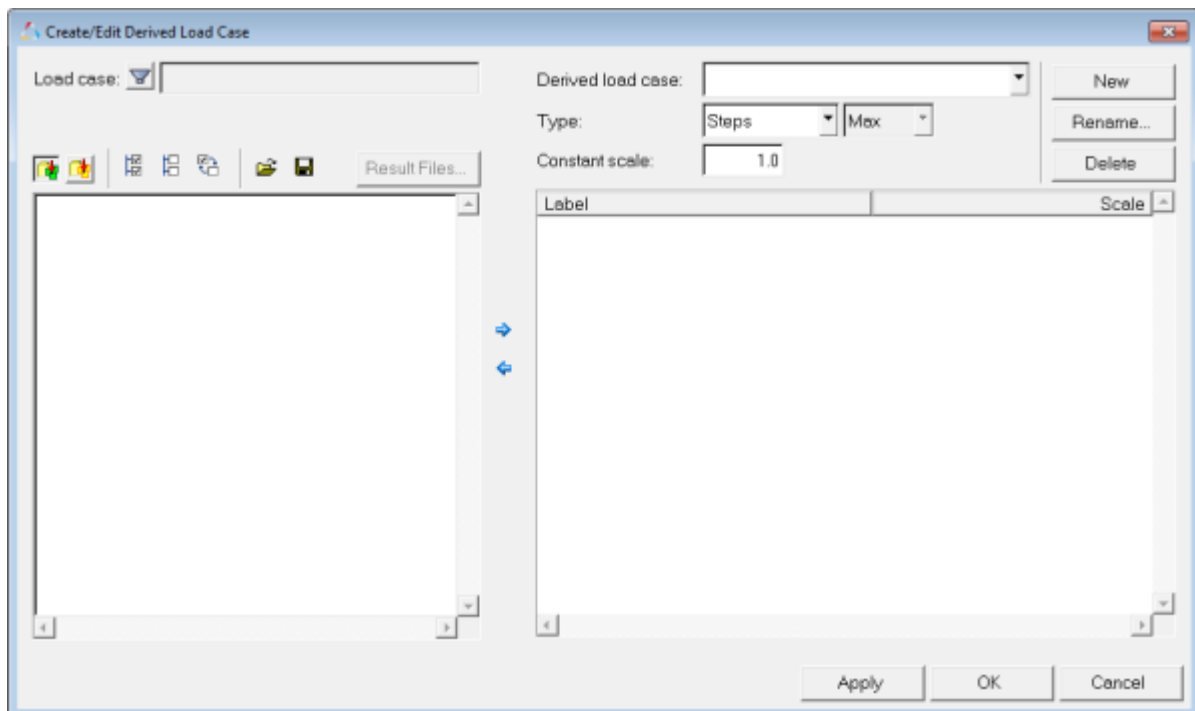 Create/Edit Derived Load Case
Load case:
Derived load case:
New
Type: Steps Max
Rename...
Constant scale: 1.0
Delete
Result Files...
Label Scale
Apply OK Cancel